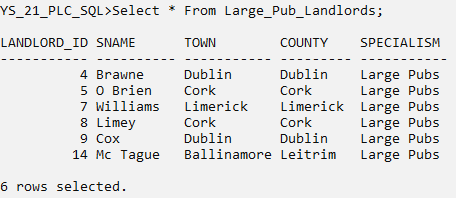 YS_21_PLC_SQL>Select * From Large_Pub_Landlords;
LANDLORD_ID SNAME      TOWN       COUNTY     SPECIALISM
----------- ---------- ---------- ---------- ----------
          4 Brawne     Dublin     Dublin     Large Pubs
          5 O Brien    Cork       Cork       Large Pubs
          7 Williams   Limerick   Limerick   Large Pubs
          8 Limey      Cork       Cork       Large Pubs
          9 Cox        Dublin     Dublin     Large Pubs
         14 Mc Tague   Ballinamore Leitrim   Large Pubs
6 rows selected.